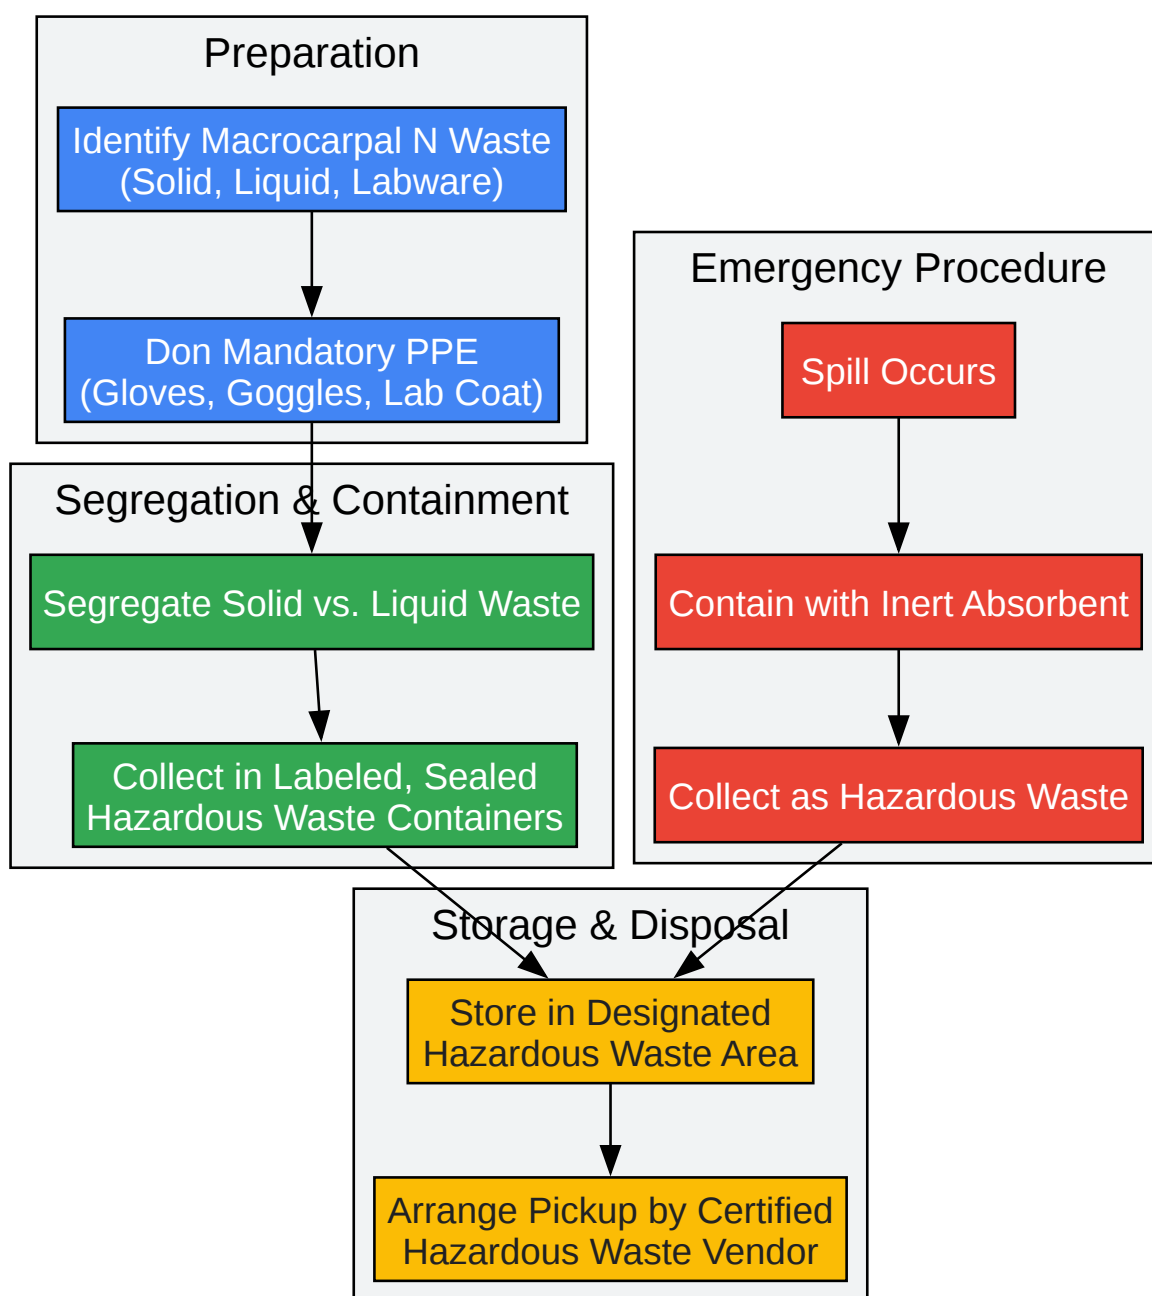 Preparation
Identify Macrocarpal N Waste
(Solid, Liquid, Labware)
Don Mandatory PPE
(Gloves, Goggles, Lab Coat)
Segregation & Containment
Segregate Solid vs. Liquid Waste
Collect in Labeled, Sealed
Hazardous Waste Containers
Emergency Procedure
Spill Occurs
Contain with Inert Absorbent
Collect as Hazardous Waste
Storage & Disposal
Store in Designated
Hazardous Waste Area
Arrange Pickup by Certified
Hazardous Waste Vendor